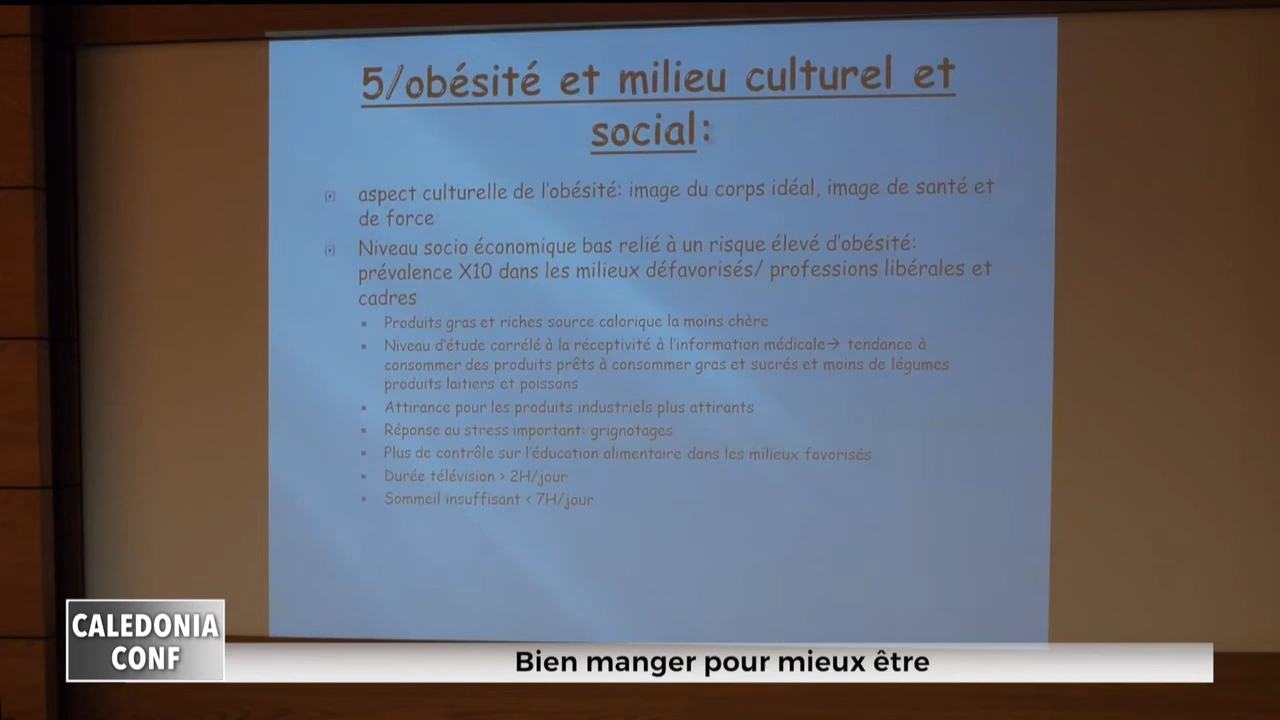 5/obésité et milieu culturel et
social:
aspect culturelle de l'obésité: image du corps idéal, image de santé et
de force
Niveau socio économique bas relié à un risque élevé d'obésité:
prévalence X10 dans les milieux défavorisés/ professions libérales et
cadres
Produits gras et riches source calorique la moins chère
Niveau d'étude corrélé à la réceptivité à l'information médicale→ tendance à
consommer des produits prêts à consommer gras et sucrés et moins de légumes
produits laitiers et poissons
Attirance pour les produits industriels plus attirants
Réponse au stress important: grignotages
Plus de contrôle sur l'éducation alimentaire dans les milieux favorisés
Durée télévision > 2H/jour
Sommeil insuffisant < 7H/jour
CALEDONIA
CONF
Bien manger pour mieux être